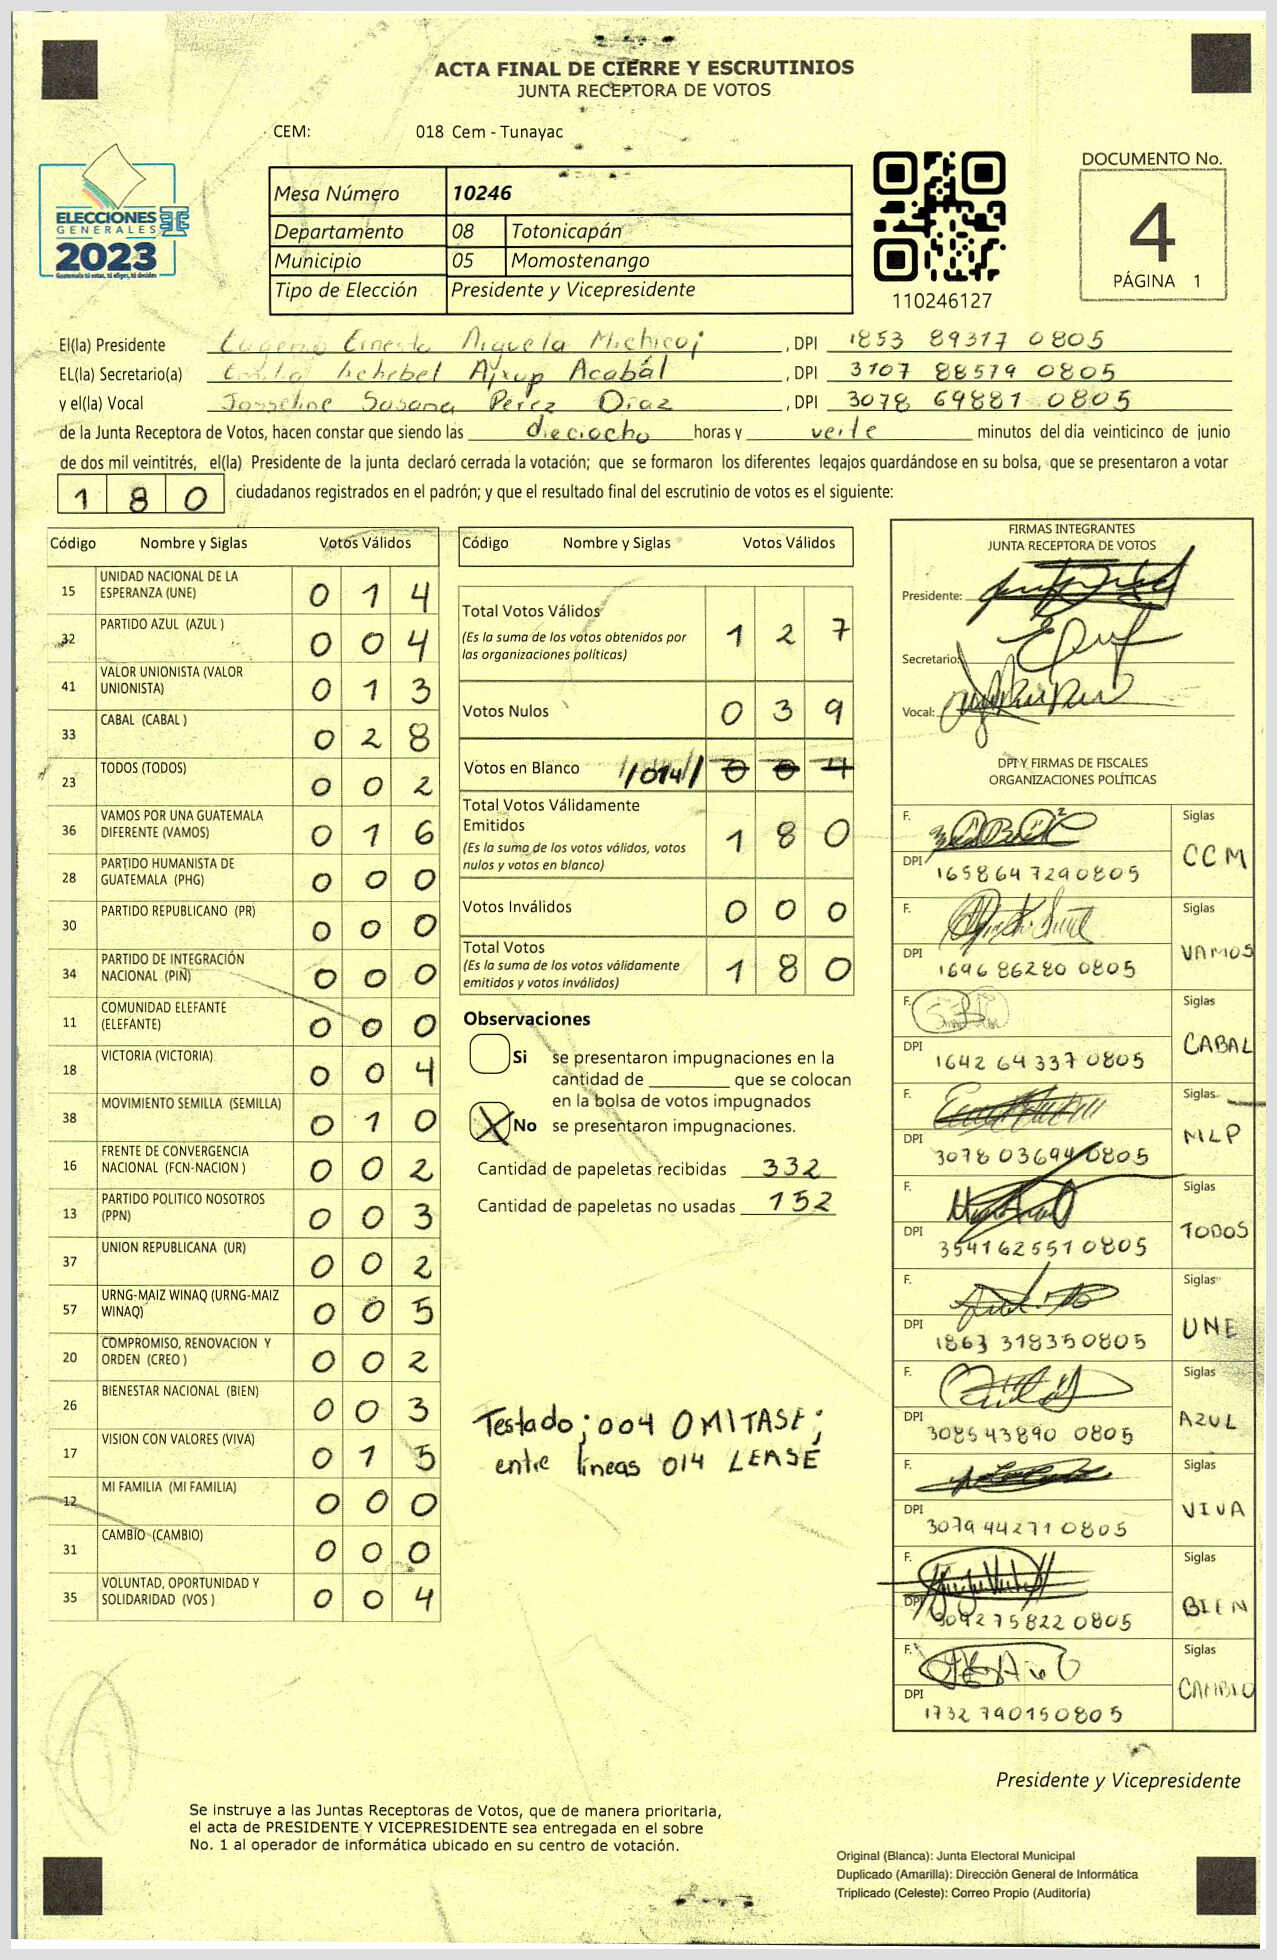 ACTA FINAL DE CIERRE Y ESCRUTINIOS
JUNTA RECEPTORA DE VOTOS
CEM: 018 Cem - Tunayac
ELECCIONES
GENERALES
2023
Guatemala tú votas, tú eliges, tú decides
Mesa Número 10246
Departamento 08 Totonicapán
Municipio 05 Momostenango
Tipo de Elección Presidente y Vicepresidente
110246127
DOCUMENTO No.
4
PÁGINA 1
El(la) Presidente Eugenio Ernesto Michicoj , DPI 1853 89317 0805
EL(la) Secretario(a) Ajxup Acabál , DPI 3107 88579 0805
y el(la) Vocal Josseline Susana Perez Diaz , DPI 3078 69881 0805
de la Junta Receptora de Votos, hacen constar que siendo las dieciocho horas y veite minutos del día veinticinco de junio
de dos mil veintitrés, el(la) Presidente de la junta declaró cerrada la votación; que se formaron los diferentes legajos guardándose en su bolsa, que se presentaron a votar
180 ciudadanos registrados en el padrón; y que el resultado final del escrutinio de votos es el siguiente:
Código Nombre y Siglas Votos Válidos
15 UNIDAD NACIONAL DE LA ESPERANZA (UNE) 0 1 4
32 PARTIDO AZUL (AZUL ) 0 0 4
41 VALOR UNIONISTA (VALOR UNIONISTA) 0 1 3
33 CABAL (CABAL ) 0 2 8
23 TODOS (TODOS) 0 0 2
36 VAMOS POR UNA GUATEMALA DIFERENTE (VAMOS) 0 1 6
28 PARTIDO HUMANISTA DE GUATEMALA (PHG) 0 0 0
30 PARTIDO REPUBLICANO (PR) 0 0 0
34 PARTIDO DE INTEGRACIÓN NACIONAL (PIN) 0 0 0
11 COMUNIDAD ELEFANTE (ELEFANTE) 0 0 0
18 VICTORIA (VICTORIA) 0 0 4
38 MOVIMIENTO SEMILLA (SEMILLA) 0 1 0
16 FRENTE DE CONVERGENCIA NACIONAL (FCN-NACION ) 0 0 2
13 PARTIDO POLITICO NOSOTROS (PPN) 0 0 3
37 UNION REPUBLICANA (UR) 0 0 2
57 URNG-MAIZ WINAQ (URNG-MAIZ WINAQ) 0 0 5
20 COMPROMISO, RENOVACION Y ORDEN (CREO ) 0 0 2
26 BIENESTAR NACIONAL (BIEN) 0 0 3
17 VISION CON VALORES (VIVA) 0 1 5
12 MI FAMILIA (MI FAMILIA) 0 0 0
31 CAMBIO (CAMBIO) 0 0 0
35 VOLUNTAD, OPORTUNIDAD Y SOLIDARIDAD (VOS ) 0 0 4
Código Nombre y Siglas Votos Válidos
Total Votos Válidos 1 2 7
(Es la suma de los votos obtenidos por
las organizaciones políticas)
Votos Nulos 0 3 9
Votos en Blanco //014// 0 0 4
Total Votos Válidamente
Emitidos 1 8 0
(Es la suma de los votos válidos, votos
nulos y votos en blanco)
Votos Inválidos 0 0 0
Total Votos 1 8 0
(Es la suma de los votos válidamente
emitidos y votos inválidos)
Observaciones
Si se presentaron impugnaciones en la
cantidad de ________ que se colocan
en la bolsa de votos impugnados
X No se presentaron impugnaciones.
Cantidad de papeletas recibidas 332
Cantidad de papeletas no usadas 152
Testado; 004 OMITASE;
entre líneas 014 LEASE
FIRMAS INTEGRANTES
JUNTA RECEPTORA DE VOTOS
Presidente:
Secretario:
Vocal:
DPI Y FIRMAS DE FISCALES
ORGANIZACIONES POLÍTICAS
F. Siglas
DPI 1658647290805 CCM
F. Siglas
DPI 1696 86280 0805 VAMOS
F. Siglas
DPI 1642 64337 0805 CABAL
F. Siglas
DPI 3078 03694 0805 MLP
F. Siglas
DPI 3541625510805 TODOS
F. Siglas
DPI 1863 318350805 UNE
F. Siglas
DPI 3085 43890 0805 AZUL
F. Siglas
DPI 3079 44271 0805 VIVA
F. Siglas
DPI 3092758220805 BIEN
F. Siglas
DPI 1732 790150805 CAMBIO
Presidente y Vicepresidente
Se instruye a las Juntas Receptoras de Votos, que de manera prioritaria,
el acta de PRESIDENTE Y VICEPRESIDENTE sea entregada en el sobre
No. 1 al operador de informática ubicado en su centro de votación.
Original (Blanca): Junta Electoral Municipal
Duplicado (Amarilla): Dirección General de Informática
Triplicado (Celeste): Correo Propio (Auditoría)